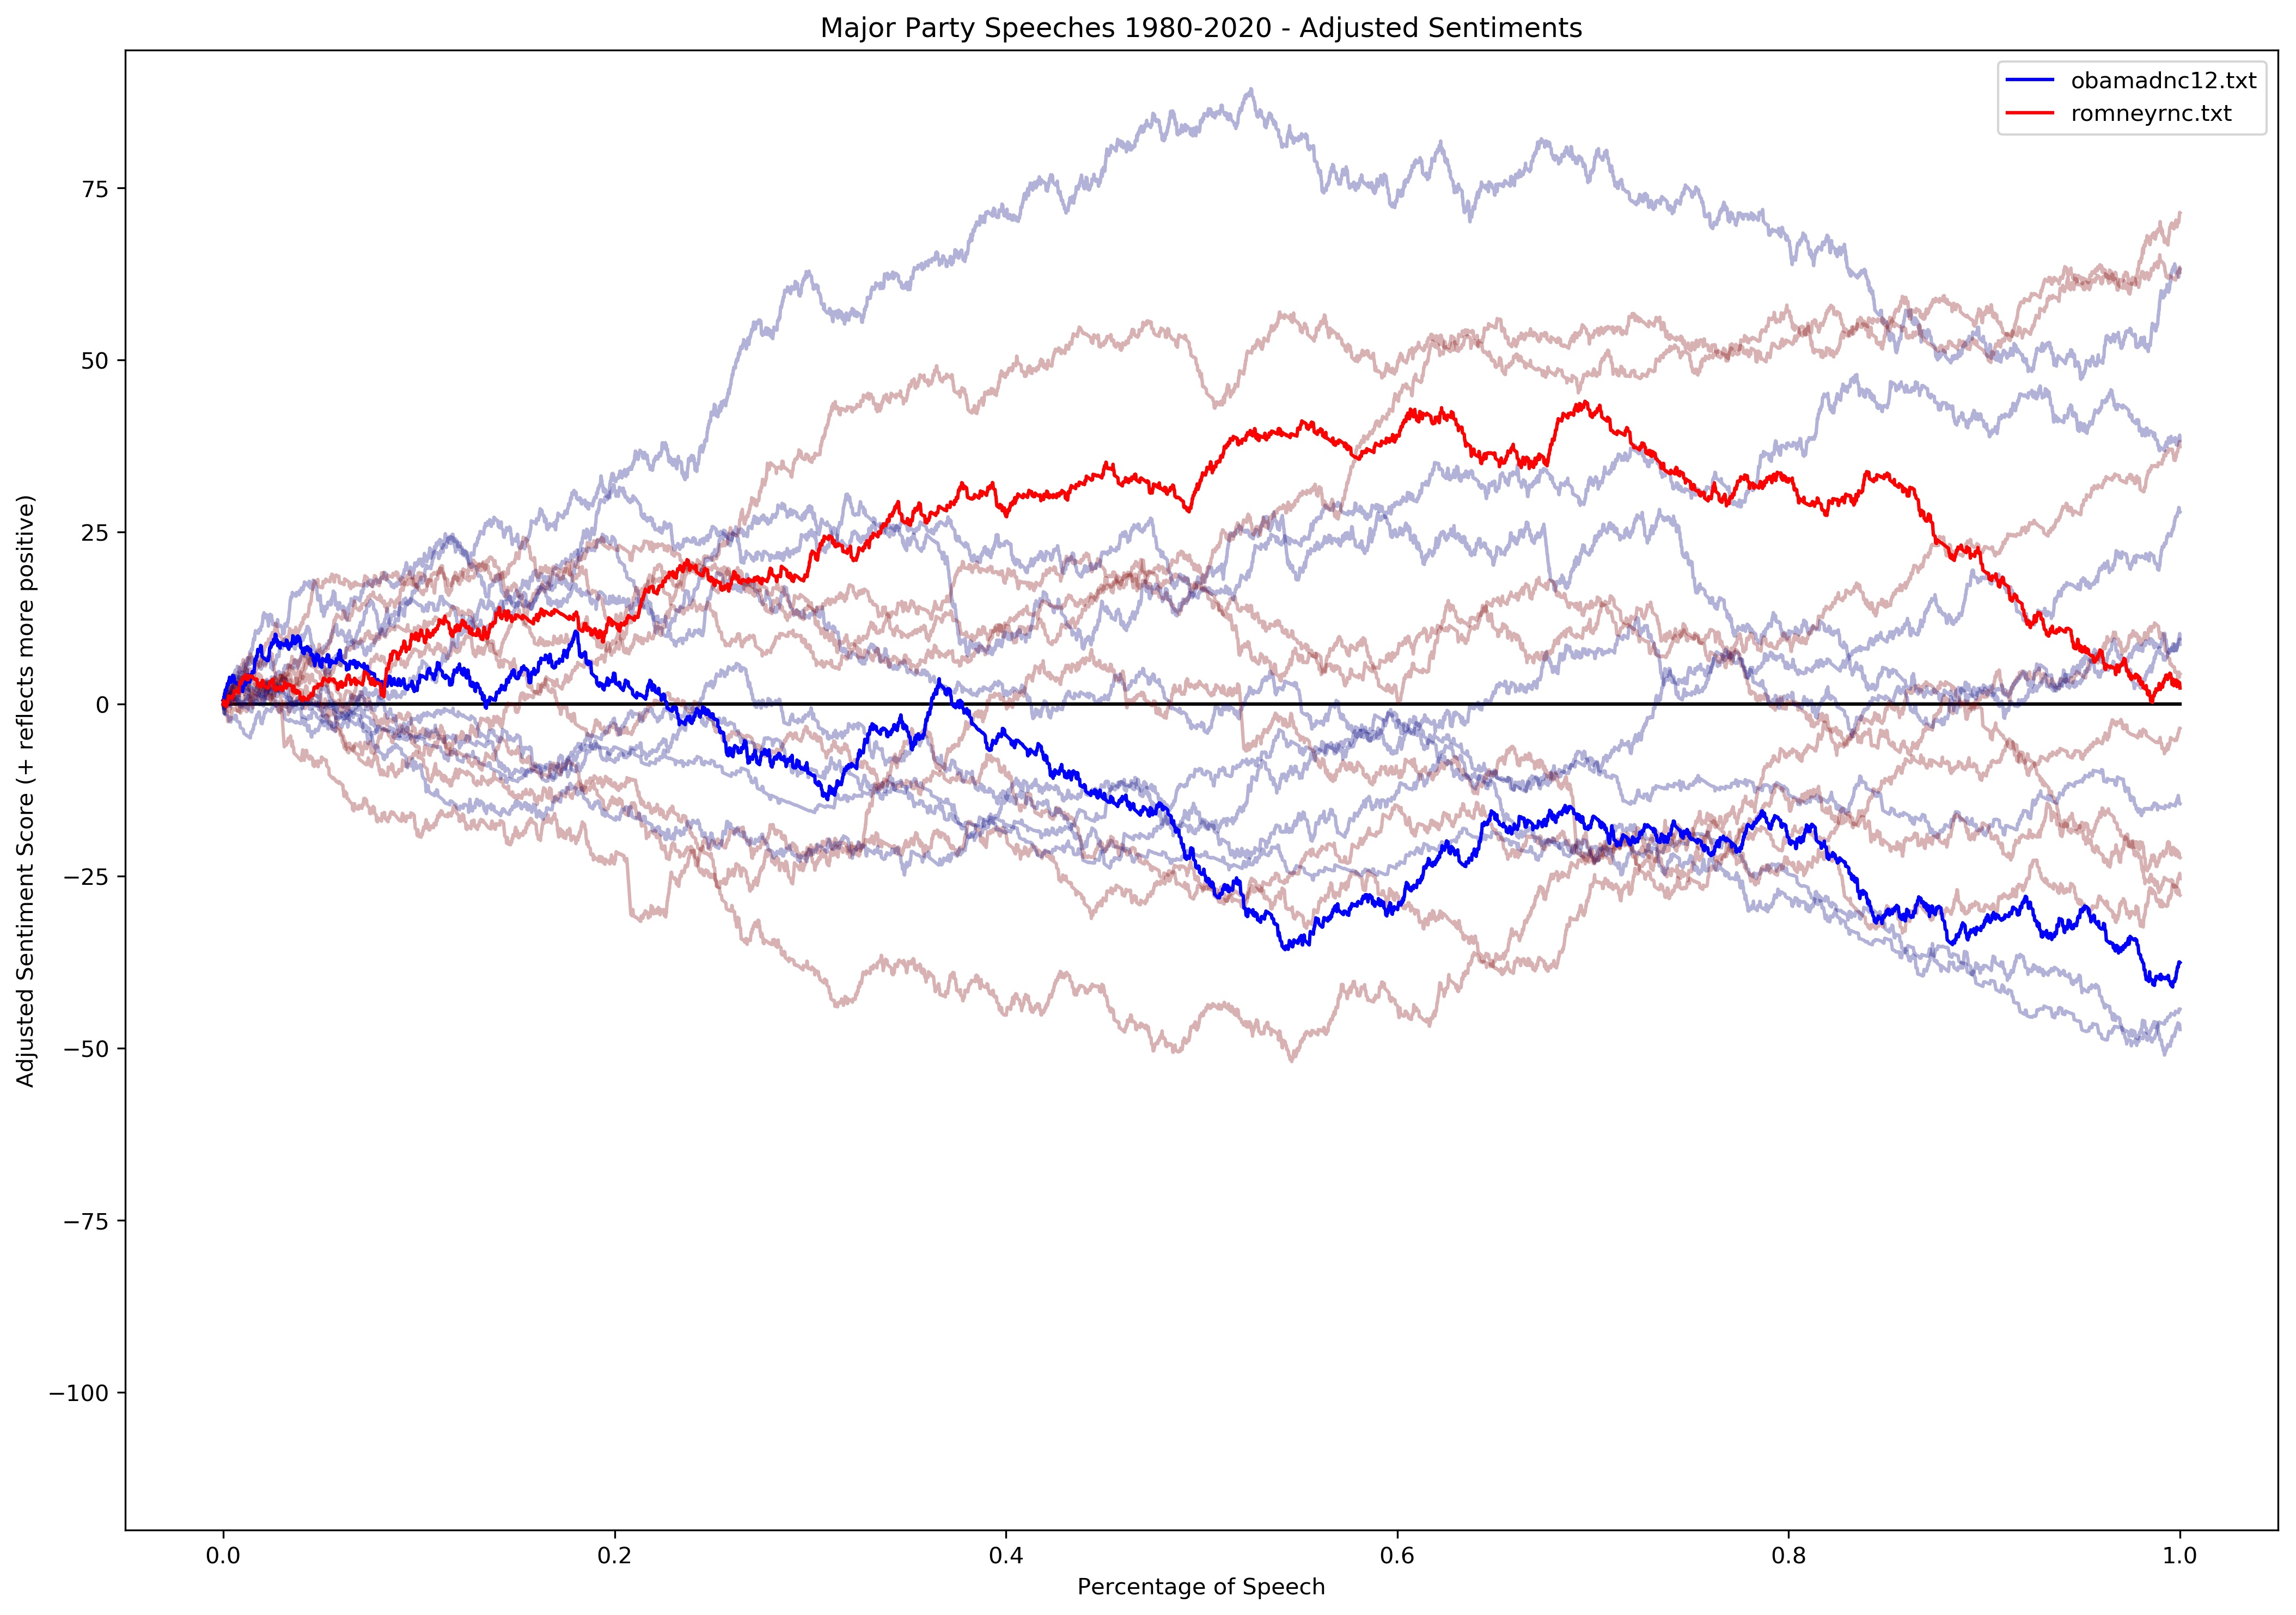 Major Party Speeches 1980-2020 - Adjusted Sentiments
obamadnc12.txt
romneyrnc.txt
Adjusted Sentiment Score (+ reflects more positive)
75
50
25
0
−25
−50
−75
−100
0.0
0.2
0.4
0.6
0.8
1.0
Percentage of Speech